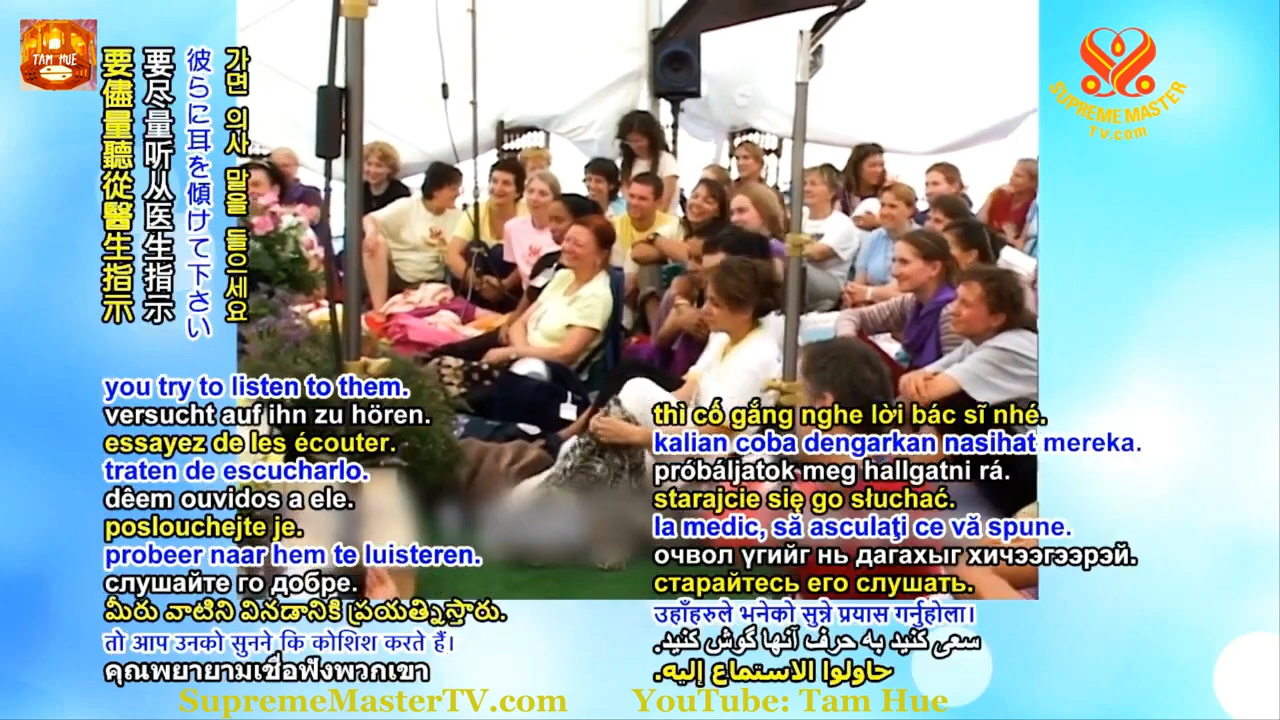 TAM HUE
要儘量聽從醫生指示
要尽量听从医生指示
彼らに耳を傾けて下さい
가면 의사 말을 들으세요
SUPREME MASTER
TV.com
you try to listen to them.
versucht auf ihn zu hören.
essayez de les écouter.
traten de escucharlo.
dêem ouvidos a ele.
poslouchejte je.
probeer naar hem te luisteren.
слушайте го добре.
మీరు వాటిని వినడానికి ప్రయత్నిస్తారు.
तो आप उनको सुनने कि कोशिश करते हैं।
คุณพยายามเชื่อฟังพวกเขา
thì cố gắng nghe lời bác sĩ nhé.
kalian coba dengarkan nasihat mereka.
próbáljatok meg hallgatni rá.
starajcie się go słuchać.
la medic, să asculaţi ce vă spune.
очвол үгийг нь дагахыг хичээгээрэй.
старайтесь его слушать.
उहाँहरुले भनेको सुन्ने प्रयास गर्नुहोला।
سعی کنید به حرف آنها گوش کنید.
حاولوا الاستماع إليه.
SupremeMasterTV.com
YouTube: Tam Hue